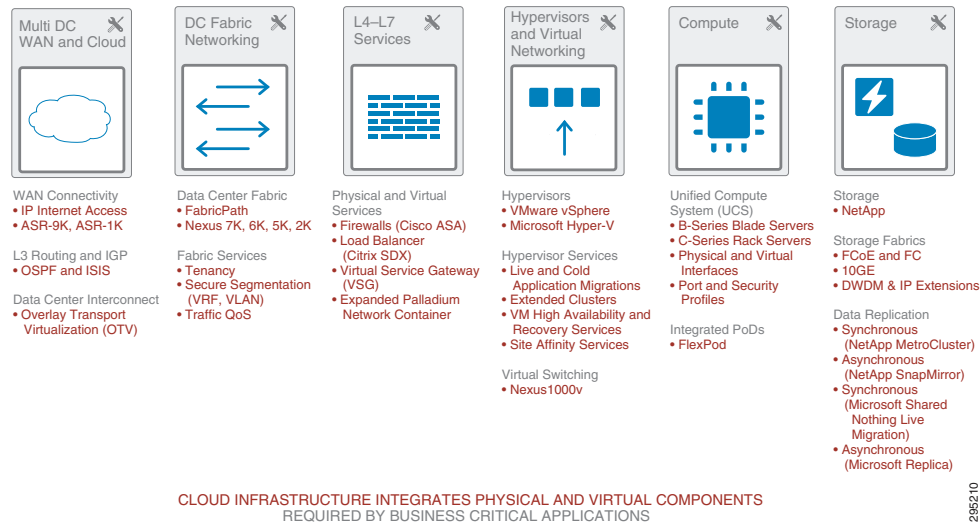 Multi DC
WAN and Cloud
WAN Connectivity
• IP Internet Access
• ASR-9K, ASR-1K
L3 Routing and IGP
• OSPF and ISIS
Data Center Interconnect
• Overlay Transport
Virtualization (OTV)
DC Fabric
Networking
Data Center Fabric
• FabricPath
• Nexus 7K, 6K, 5K, 2K
Fabric Services
• Tenancy
• Secure Segmentation
(VRF, VLAN)
• Traffic QoS
L4–L7
Services
Physical and Virtual
Services
• Firewalls (Cisco ASA)
• Load Balancer
(Citrix SDX)
• Virtual Service Gateway
(VSG)
• Expanded Palladium
Network Container
Hypervisors
and Virtual
Networking
Hypervisors
• VMware vSphere
• Microsoft Hyper-V
Hypervisor Services
• Live and Cold
Application Migrations
• Extended Clusters
• VM High Availability and
Recovery Services
• Site Affinity Services
Virtual Switching
• Nexus1000v
Compute
Unified Compute
System (UCS)
• B-Series Blade Servers
• C-Series Rack Servers
• Physical and Virtual
Interfaces
• Port and Security
Profiles
Integrated PoDs
• FlexPod
Storage
Storage
• NetApp
Storage Fabrics
• FCoE and FC
• 10GE
• DWDM & IP Extensions
Data Replication
• Synchronous
(NetApp MetroCluster)
• Asynchronous
(NetApp SnapMirror)
• Synchronous
(Microsoft Shared
Nothing Live
Migration)
• Asynchronous
(Microsoft Replica)
CLOUD INFRASTRUCTURE INTEGRATES PHYSICAL AND VIRTUAL COMPONENTS
REQUIRED BY BUSINESS CRITICAL APPLICATIONS
295210